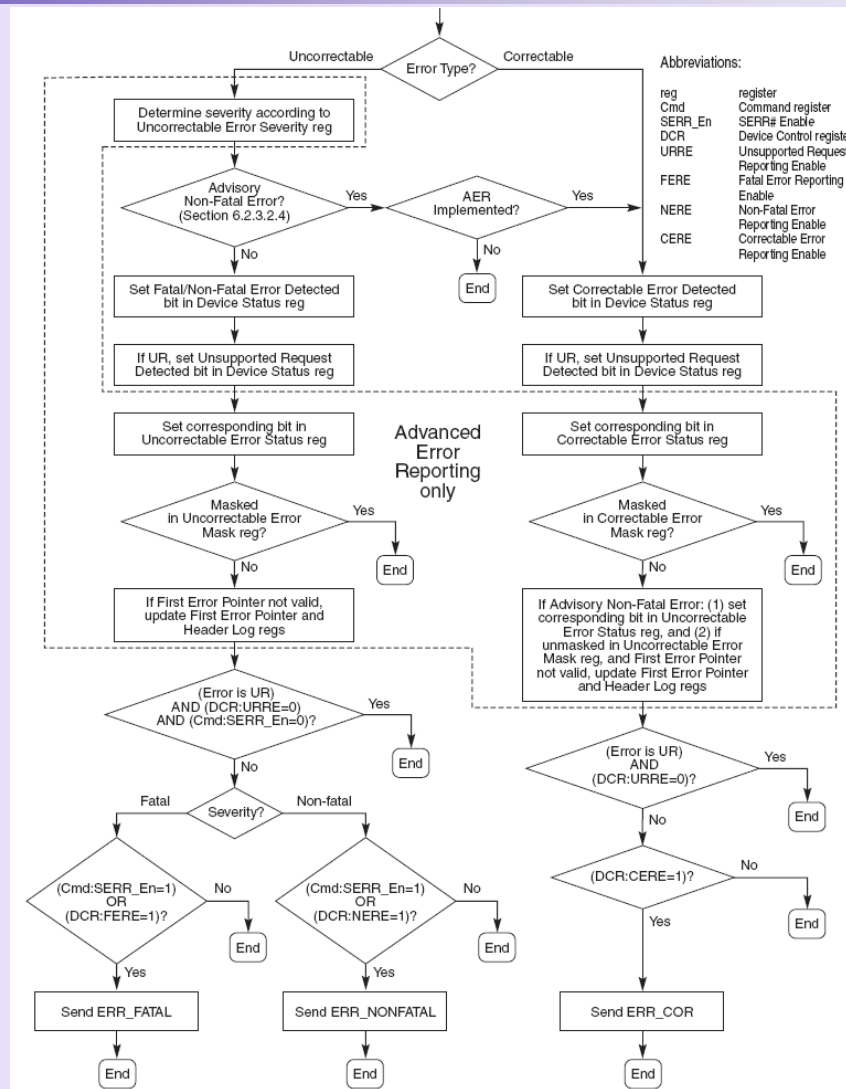 Uncorrectable
Error Type?
Correctable
Abbreviations:
reg register
Cmd Command register
SERR_En SERR# Enable
DCR Device Control registe
URRE Unsupported Request
Reporting Enable
FERE Fatal Error Reporting
Enable
NERE Non-Fatal Error
Reporting Enable
CERE Correctable Error
Reporting Enable
Determine severity according to
Uncorrectable Error Severity reg
Advisory
Non-Fatal Error?
(Section 6.2.3.2.4)
Yes
No
AER
Implemented?
Yes
No
End
Set Fatal/Non-Fatal Error Detected
bit in Device Status reg
Set Correctable Error Detected
bit in Device Status reg
If UR, set Unsupported Request
Detected bit in Device Status reg
If UR, set Unsupported Request
Detected bit in Device Status reg
Set corresponding bit in
Uncorrectable Error Status reg
Advanced
Error
Reporting
only
Set corresponding bit in
Correctable Error Status reg
Masked
in Uncorrectable Error
Mask reg?
Yes
End
No
Masked
in Correctable Error
Mask reg?
Yes
End
No
If First Error Pointer not valid,
update First Error Pointer and
Header Log regs
If Advisory Non-Fatal Error: (1) set
corresponding bit in Uncorrectable
Error Status reg, and (2) if
unmasked in Uncorrectable Error
Mask reg, and First Error Pointer
not valid, update First Error Pointer
and Header Log regs
(Error is UR)
AND (DCR:URRE=0)
AND (Cmd:SERR_En=0)?
Yes
End
No
(Error is UR)
AND
(DCR:URRE=0)?
Yes
End
No
Fatal
Severity?
Non-fatal
(Cmd:SERR_En=1)
OR
(DCR:FERE=1)?
No
End
Yes
(Cmd:SERR_En=1)
OR
(DCR:NERE=1)?
No
End
Yes
(DCR:CERE=1)?
No
End
Yes
Send ERR_FATAL
Send ERR_NONFATAL
Send ERR_COR
End
End
End